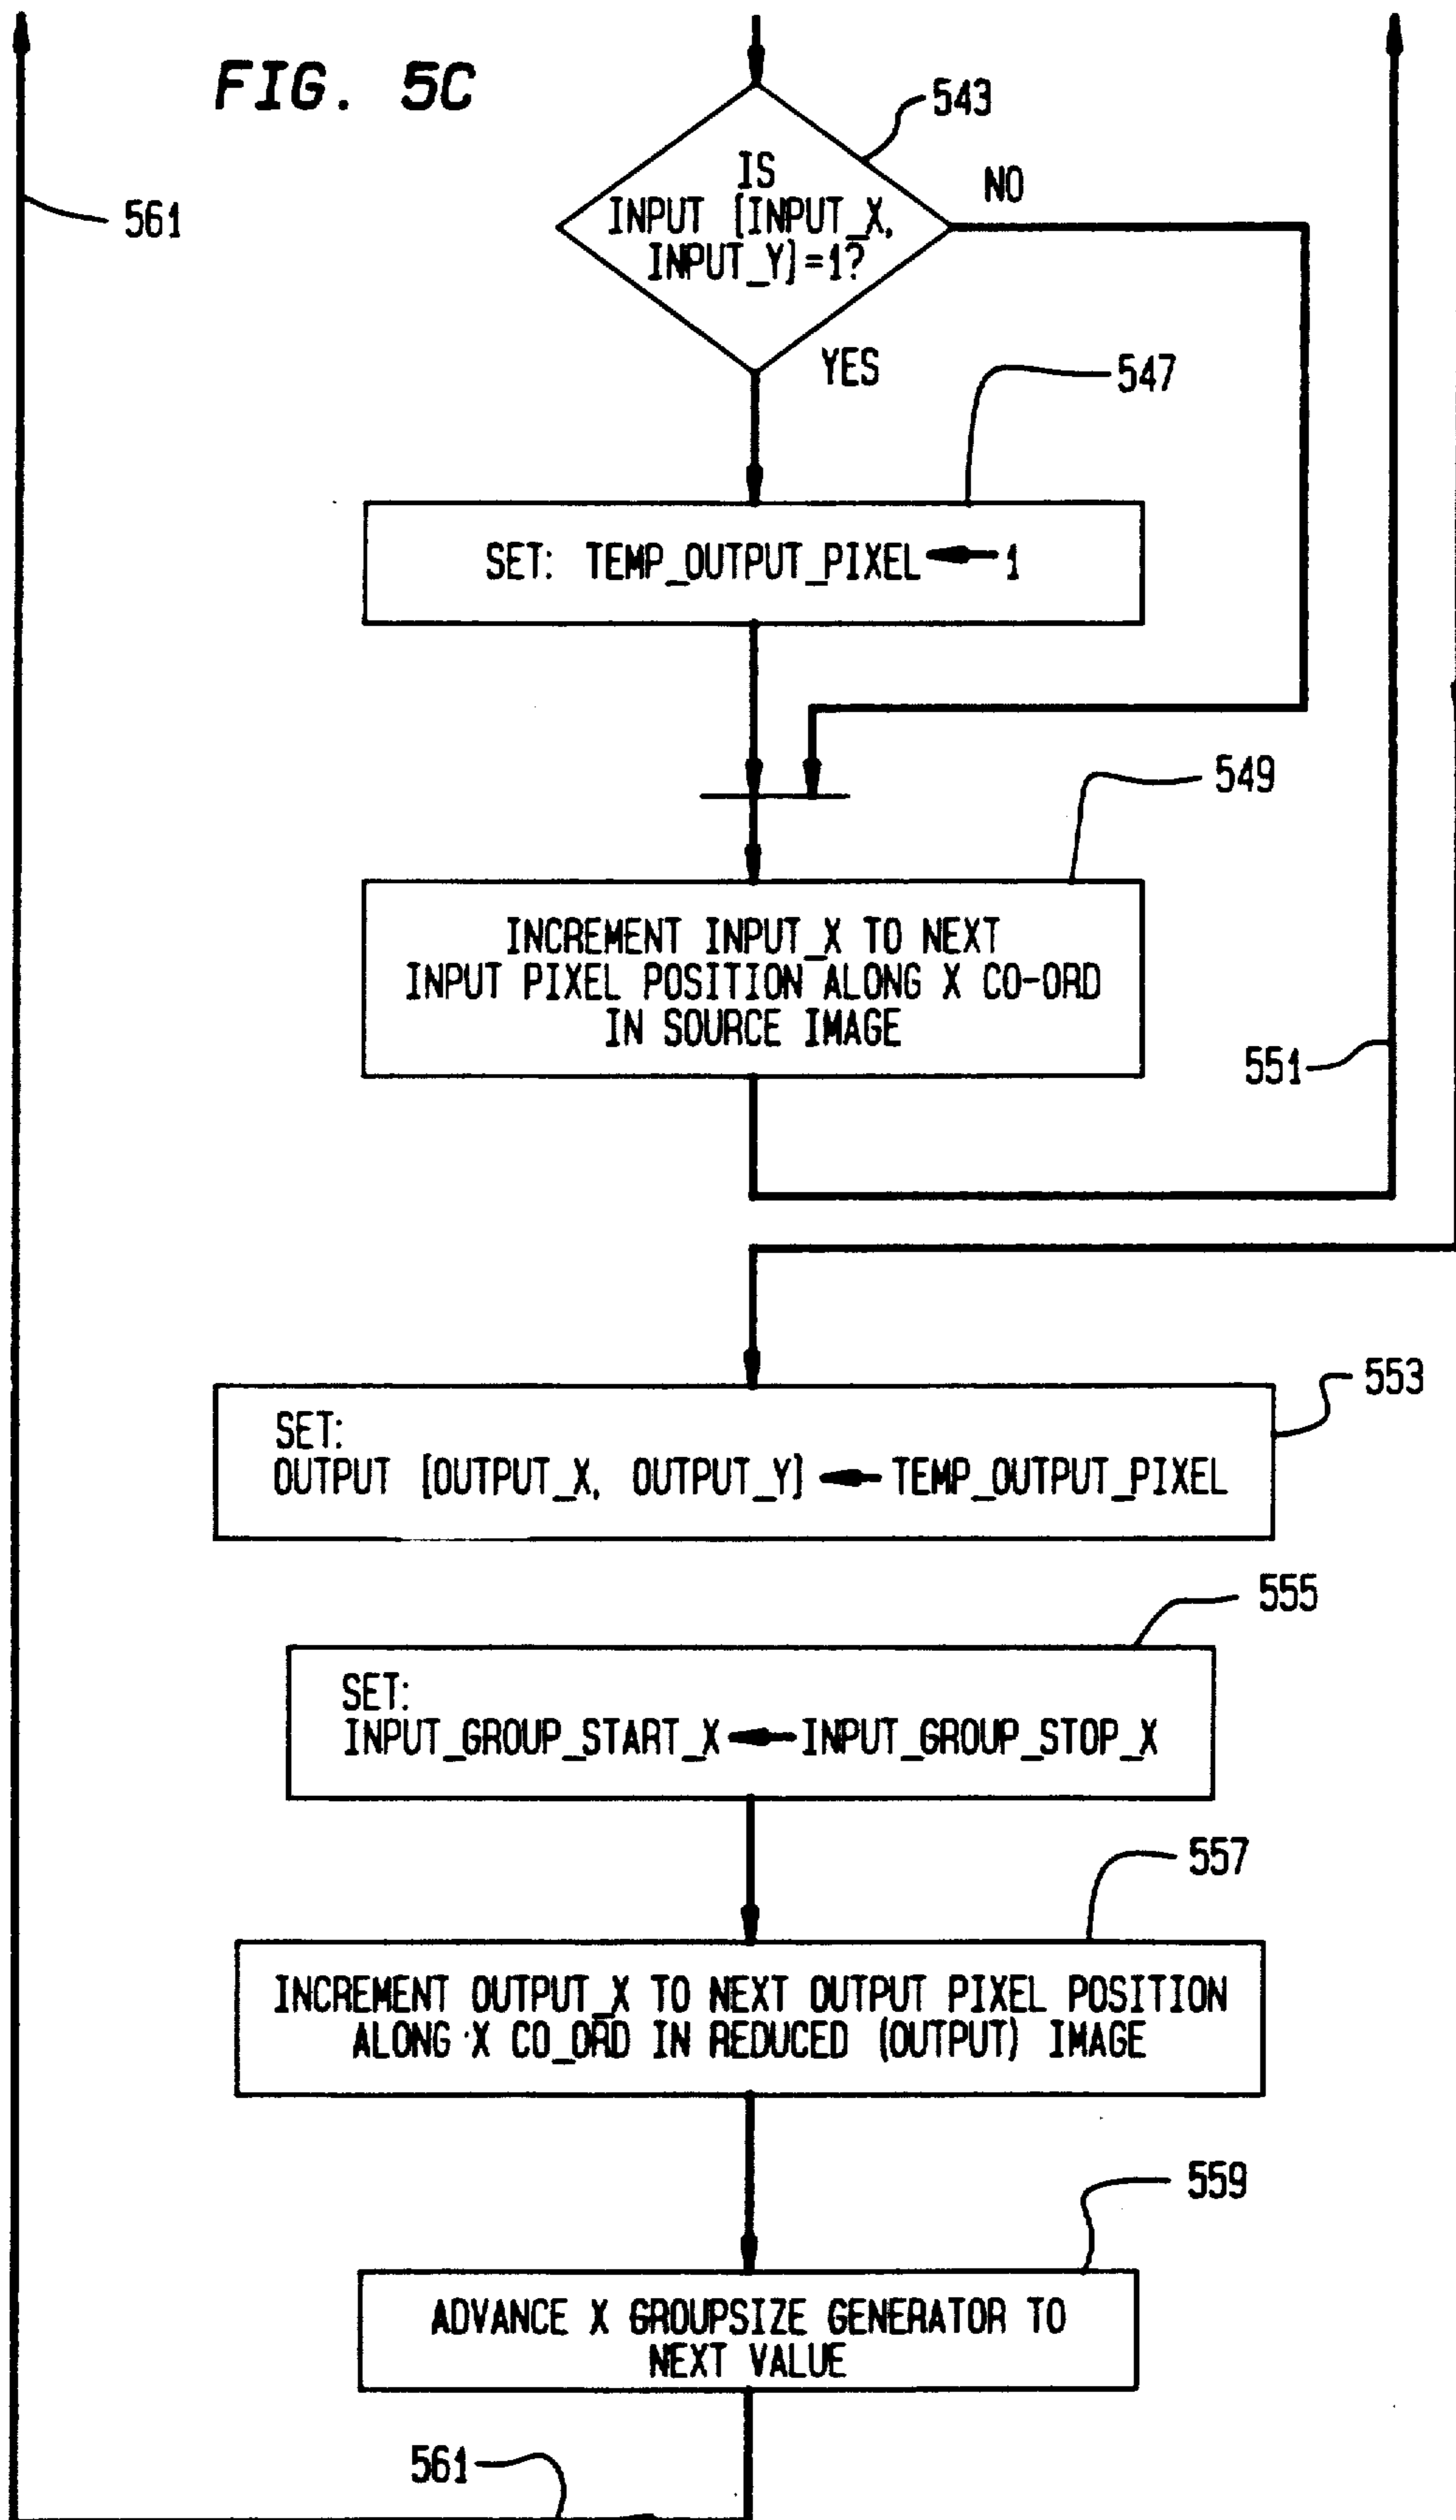 FIG. 5C
543
IS
INPUT [INPUT_X,
INPUT_Y]=1?
NO
561
YES
547
SET: TEMP_OUTPUT_PIXEL ← 1
549
INCREMENT INPUT_X TO NEXT
INPUT PIXEL POSITION ALONG X CO-ORD
IN SOURCE IMAGE
551
553
SET:
OUTPUT [OUTPUT_X, OUTPUT_Y] ← TEMP_OUTPUT_PIXEL
555
SET:
INPUT_GROUP_START_X ← INPUT_GROUP_STOP_X
557
INCREMENT OUTPUT_X TO NEXT OUTPUT PIXEL POSITION
ALONG X CO_ORD IN REDUCED (OUTPUT) IMAGE
559
ADVANCE X GROUPSIZE GENERATOR TO
NEXT VALUE
561